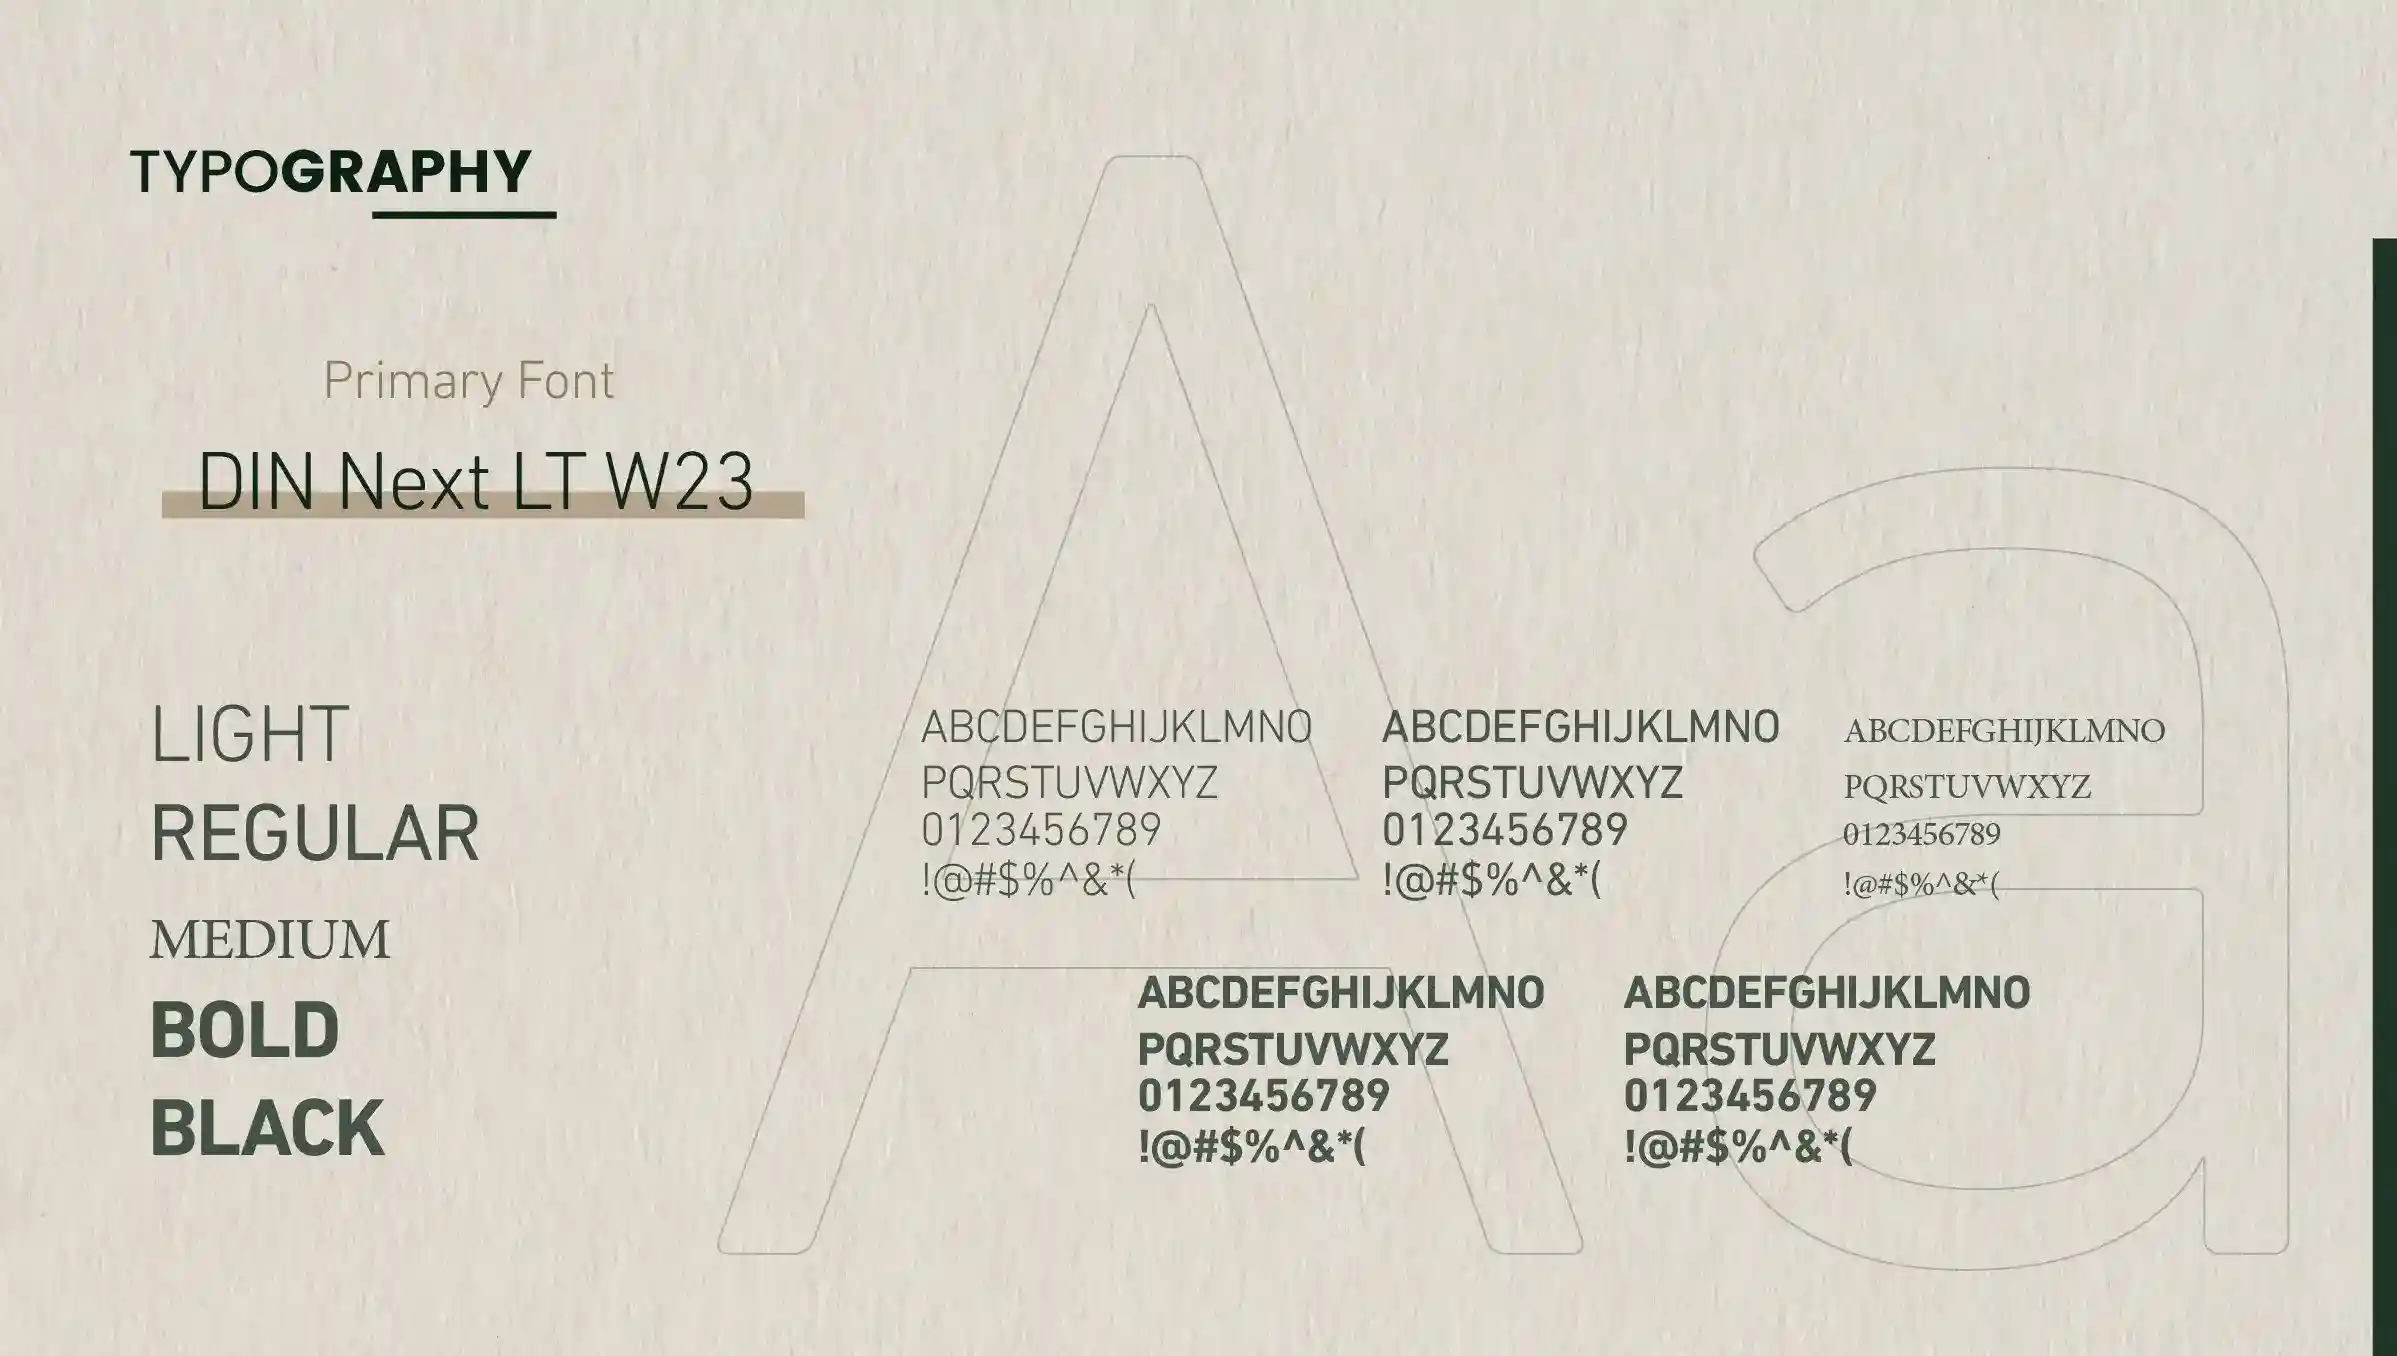 TYPOGRAPHY
Primary Font
DIN Next LT W23
LIGHT
REGULAR
MEDIUM
BOLD
BLACK
ABCDEFGHIJKLMNO
PQRSTUVWXYZ
0123456789
!@#$%^&*(
ABCDEFGHIJKLMNO
PQRSTUVWXYZ
0123456789
!@#$%^&*(
ABCDEFGHIJKLMNO
PQRSTUVWXYZ
0123456789
!@#$%^&*(
ABCDEFGHIJKLMNO
PQRSTUVWXYZ
0123456789
!@#$%^&*(
ABCDEFGHIJKLMNO
PQRSTUVWXYZ
0123456789
!@#$%^&*(
Aa